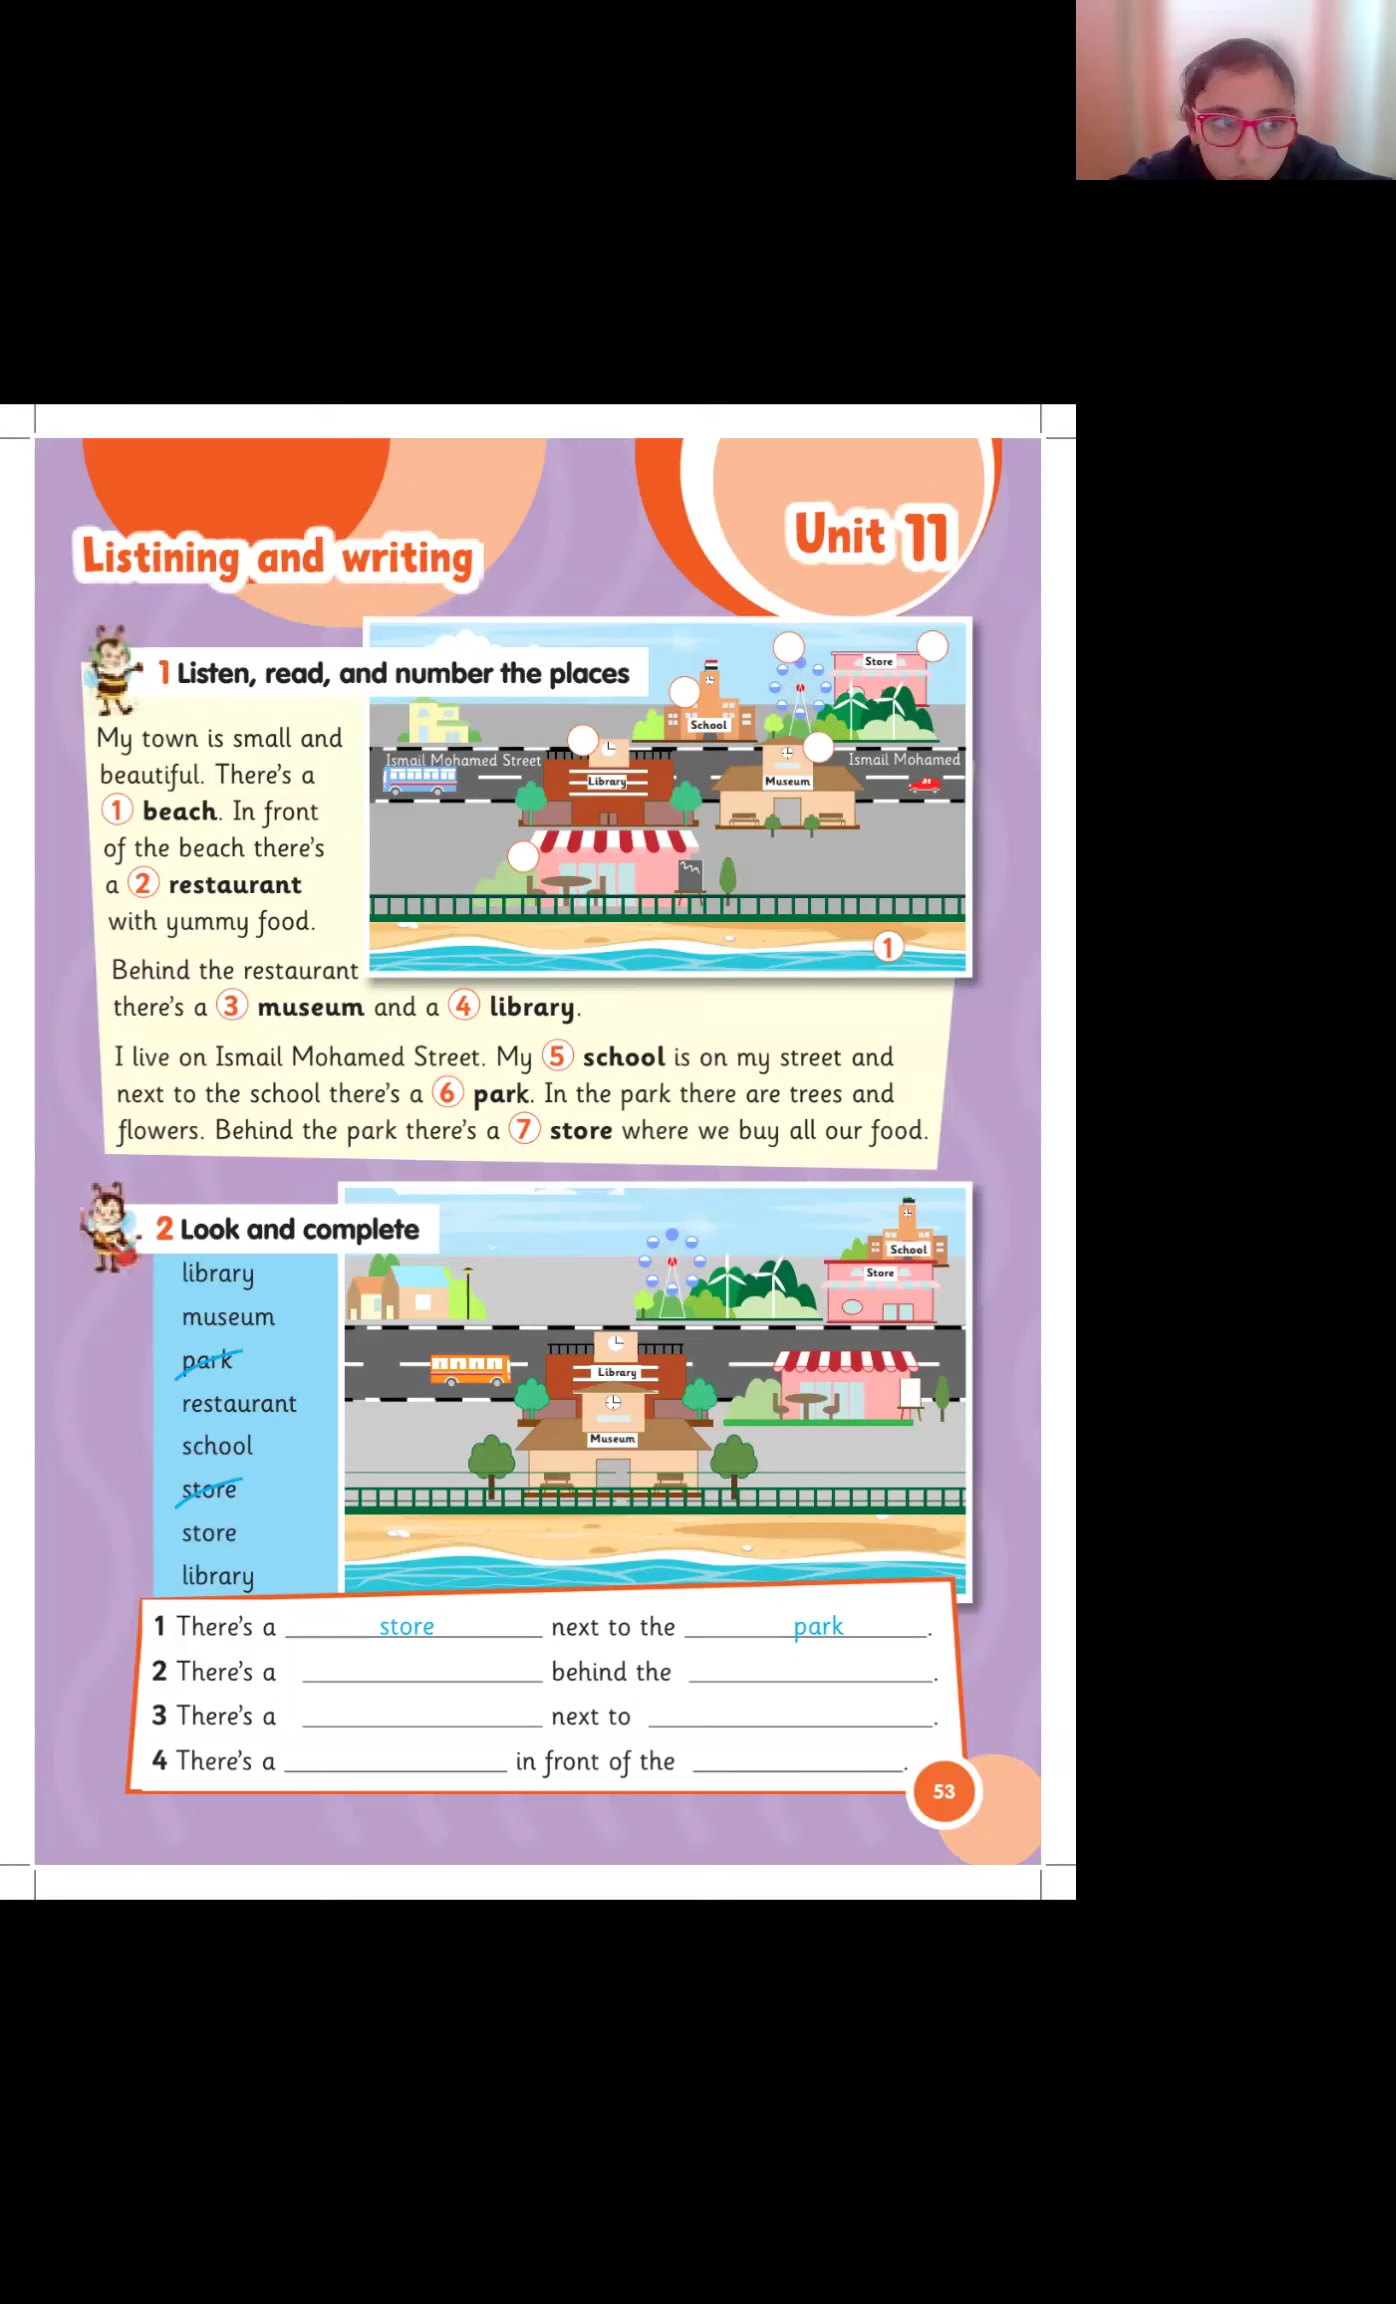 Listining and writing
Unit 11
1 Listen, read, and number the places
My town is small and
beautiful. There's a
1 beach. In front
of the beach there's
a 2 restaurant
with yummy food.
Behind the restaurant
there's a 3 museum and a 4 library.
I live on Ismail Mohamed Street. My 5 school is on my street and
next to the school there's a 6 park. In the park there are trees and
flowers. Behind the park there's a 7 store where we buy all our food.
Store
School
Ismail Mohamed Street
Ismail Mohamed
Library
Museum
1
2 Look and complete
library
museum
park
restaurant
school
store
store
library
School
Store
Library
Museum
1 There's a store next to the park.
2 There's a ____ behind the ____.
3 There's a ____ next to ____.
4 There's a ____ in front of the ____.
53